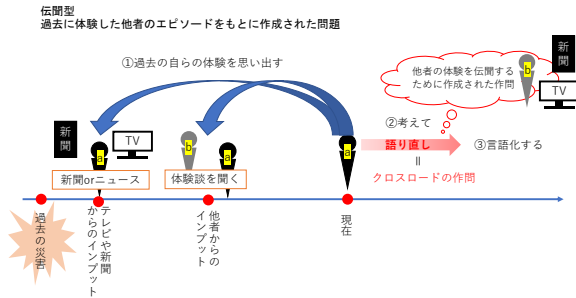 伝聞型
過去に体験した他者のエピソードをもとに作成された問題
①過去の自らの体験を思い出す
他者の体験を伝聞する
ために作成された作問
b
新聞
TV
新聞
TV
a
b
a
a
②考えて
語り直し
③言語化する
＝
クロスロードの作問
新聞orニュース
体験談を聞く
過去の災害
テレビや新聞
からのインプット
他者からの
インプット
現在